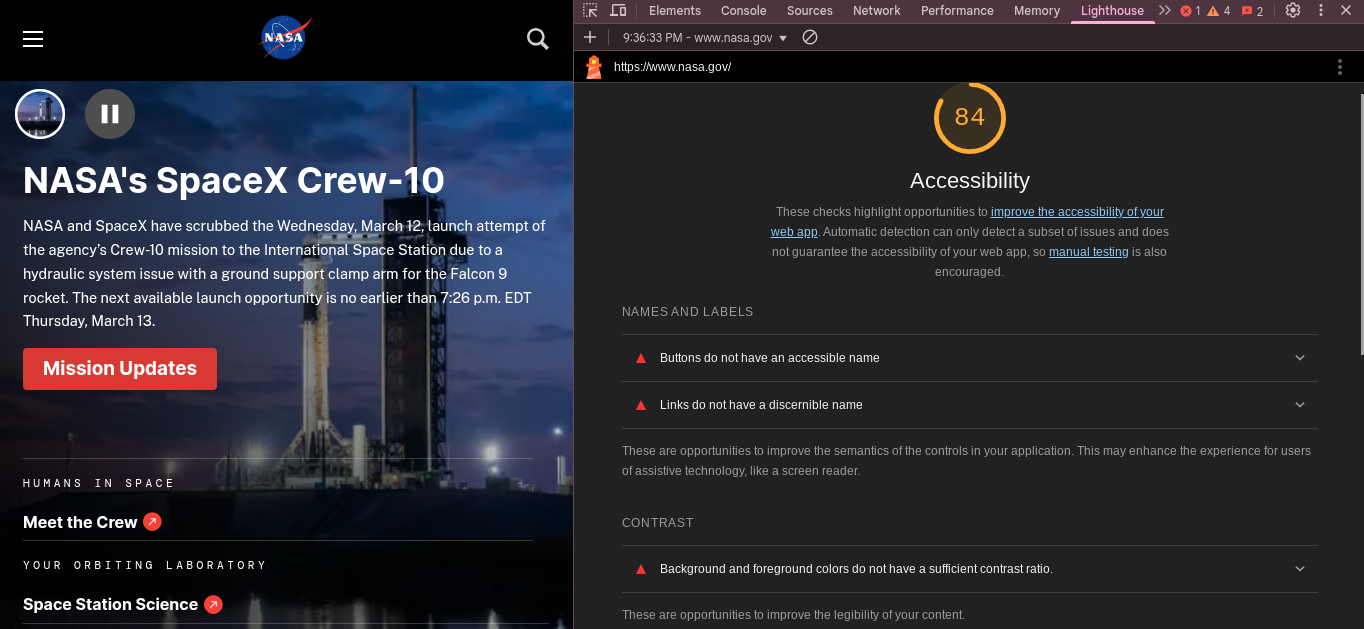 NASA
NASA's SpaceX Crew-10
NASA and SpaceX have scrubbed the Wednesday, March 12, launch attempt of
the agency’s Crew-10 mission to the International Space Station due to a
hydraulic system issue with a ground support clamp arm for the Falcon 9
rocket. The next available launch opportunity is no earlier than 7:26 p.m. EDT
Thursday, March 13.
Mission Updates
HUMANS IN SPACE
Meet the Crew
YOUR ORBITING LABORATORY
Space Station Science
Elements Console Sources Network Performance Memory Lighthouse 1 4 2
9:36:33 PM - www.nasa.gov
https://www.nasa.gov/
84
Accessibility
These checks highlight opportunities to improve the accessibility of your
web app. Automatic detection can only detect a subset of issues and does
not guarantee the accessibility of your web app, so manual testing is also
encouraged.
NAMES AND LABELS
Buttons do not have an accessible name
Links do not have a discernible name
These are opportunities to improve the semantics of the controls in your application. This may enhance the experience for users
of assistive technology, like a screen reader.
CONTRAST
Background and foreground colors do not have a sufficient contrast ratio.
These are opportunities to improve the legibility of your content.